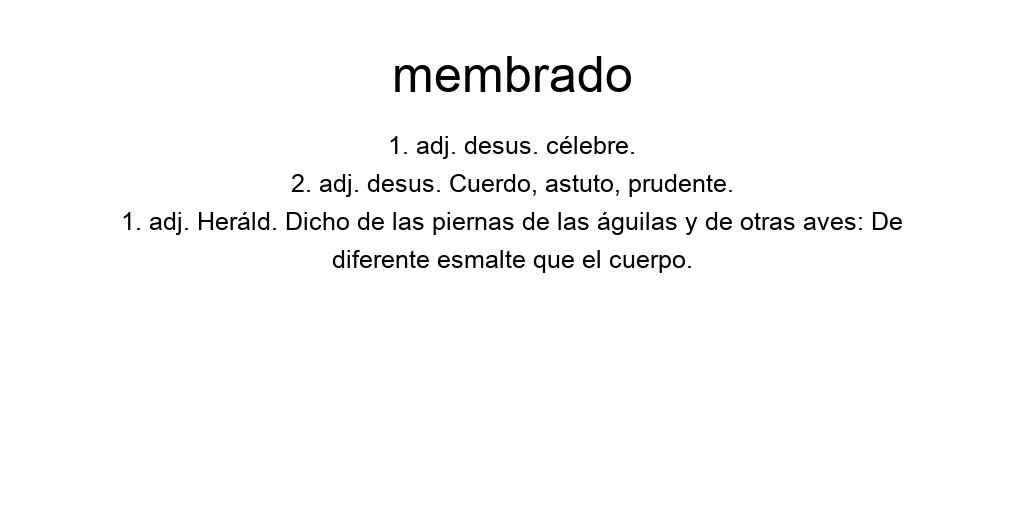 membrado
1. adj. desus. célebre.
2. adj. desus. Cuerdo, astuto, prudente.
1. adj. Heráld. Dicho de las piernas de las águilas y de otras aves: De
diferente esmalte que el cuerpo.